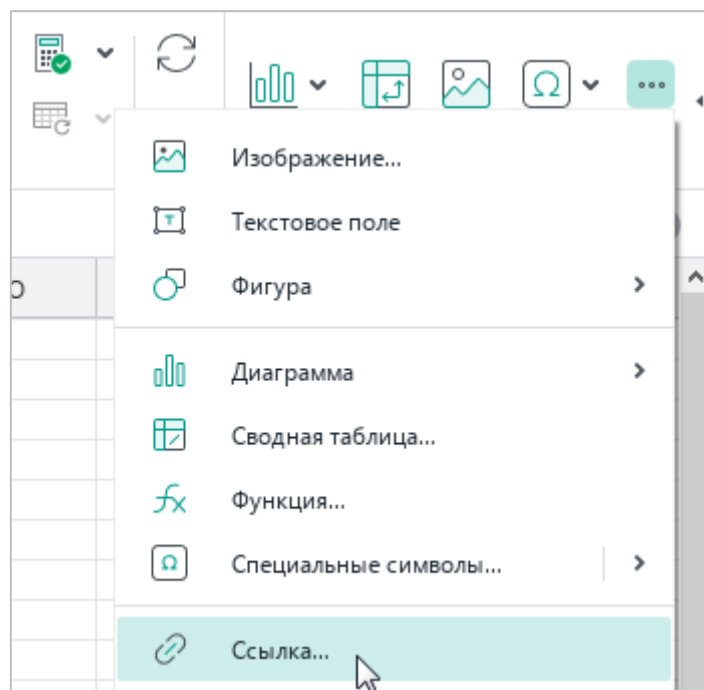 Изображение...
Текстовое поле
Фигура
Диаграмма
Сводная таблица...
Функция...
Специальные символы...
Ссылка...